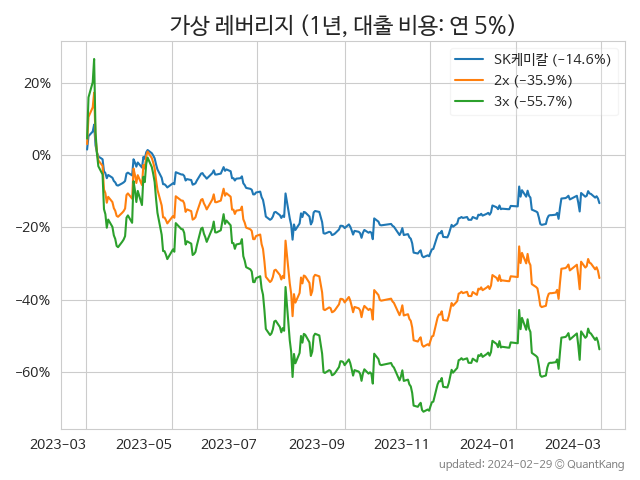 가상 레버리지 (1년, 대출 비용: 연 5%)
SK케미칼 (−14.6%)
2x (−35.9%)
3x (−55.7%)
20%
0%
−20%
−40%
−60%
2023-03 2023-05 2023-07 2023-09 2023-11 2024-01 2024-03
updated: 2024-02-29 © QuantKang